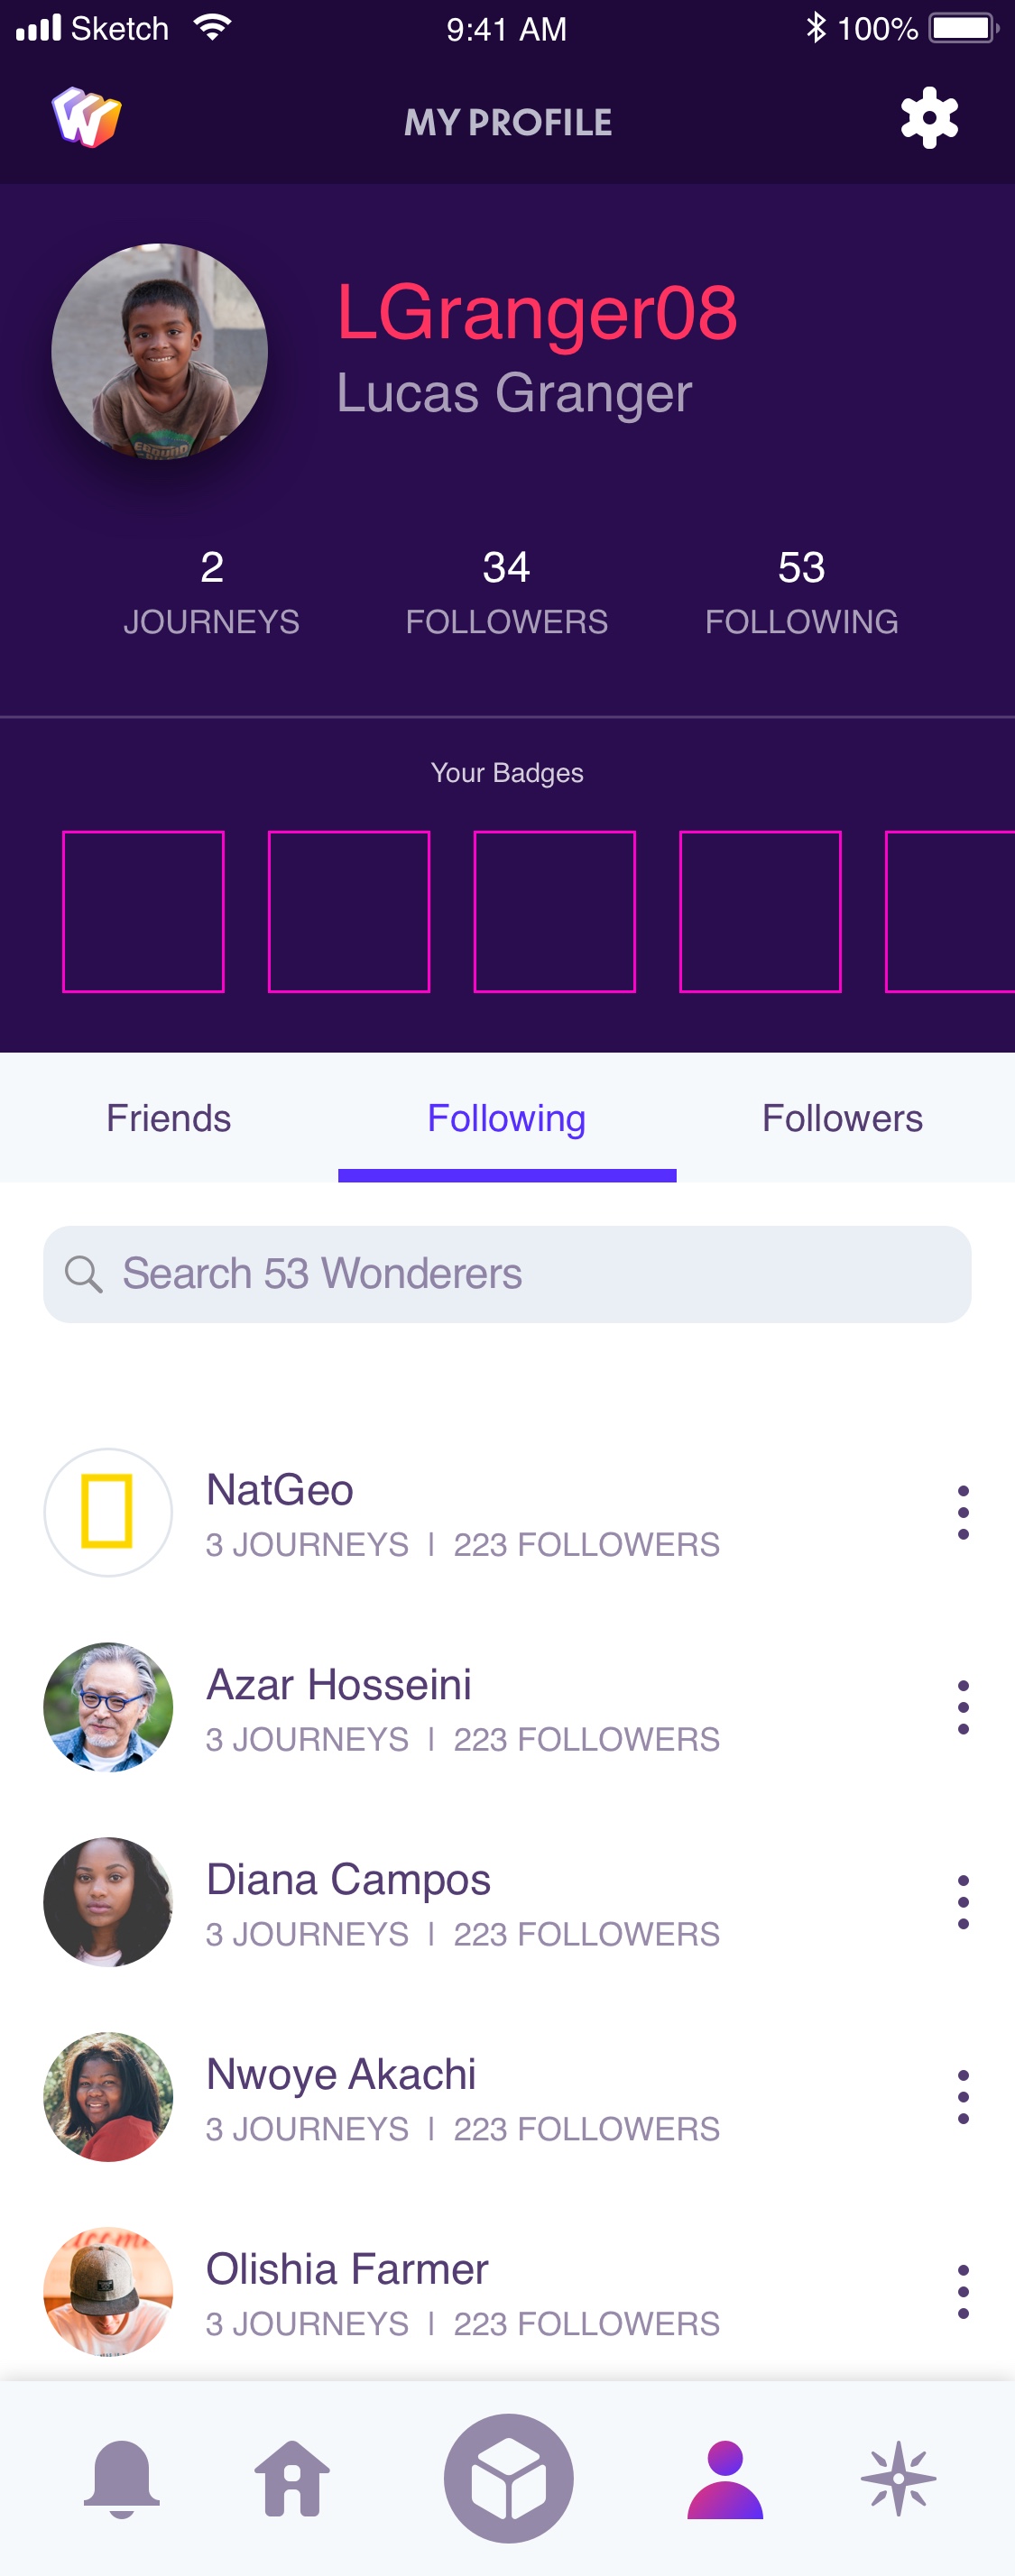 Sketch 9:41 AM 100%
MY PROFILE
LGranger08
Lucas Granger
2 34 53
JOURNEYS FOLLOWERS FOLLOWING
Your Badges
Friends Following Followers
Search 53 Wonderers
NatGeo
3 JOURNEYS | 223 FOLLOWERS
Azar Hosseini
3 JOURNEYS | 223 FOLLOWERS
Diana Campos
3 JOURNEYS | 223 FOLLOWERS
Nwoye Akachi
3 JOURNEYS | 223 FOLLOWERS
Olishia Farmer
3 JOURNEYS | 223 FOLLOWERS